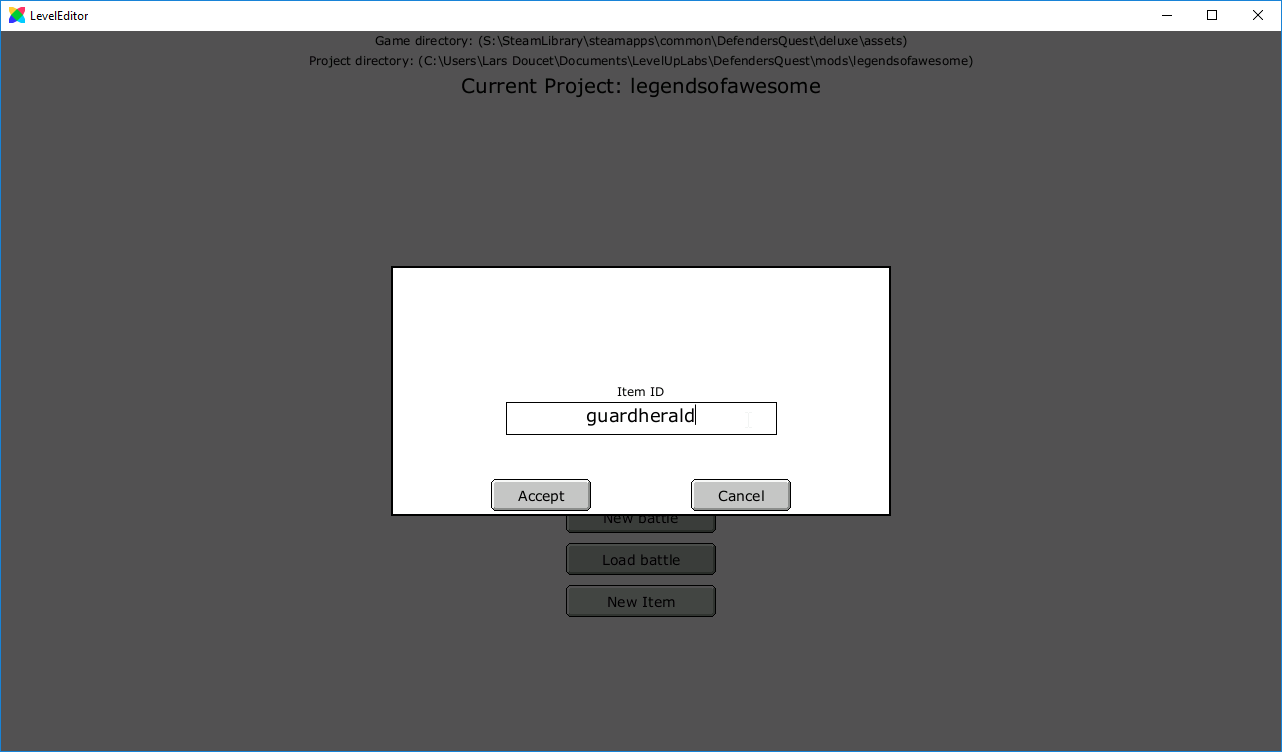 LevelEditor
Game directory: (S:\SteamLibrary\steamapps\common\DefendersQuest\deluxe\assets)
Project directory: (C:\Users\Lars Doucet\Documents\LevelUpLabs\DefendersQuest\mods\legendsofawesome)
Current Project: legendsofawesome
Item ID
guardherald
Accept Cancel
New battle
Load battle
New Item